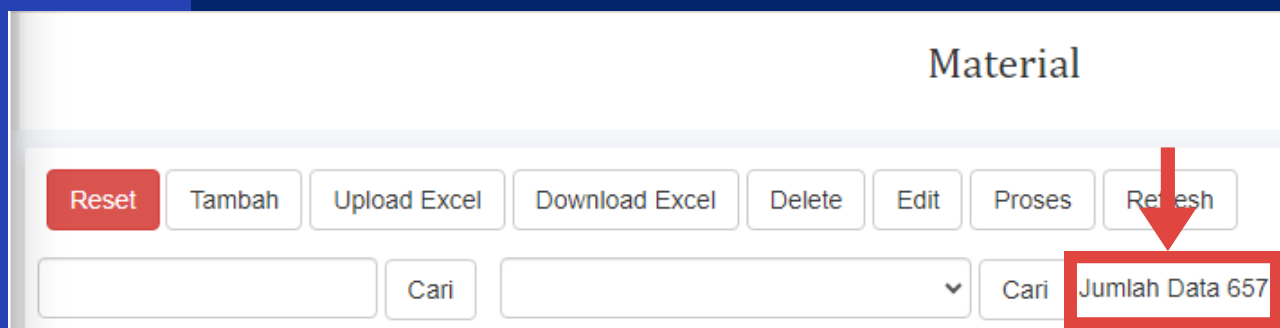 Material
Reset Tambah Upload Excel Download Excel Delete Edit Proses Refresh
Cari Cari Jumlah Data 657